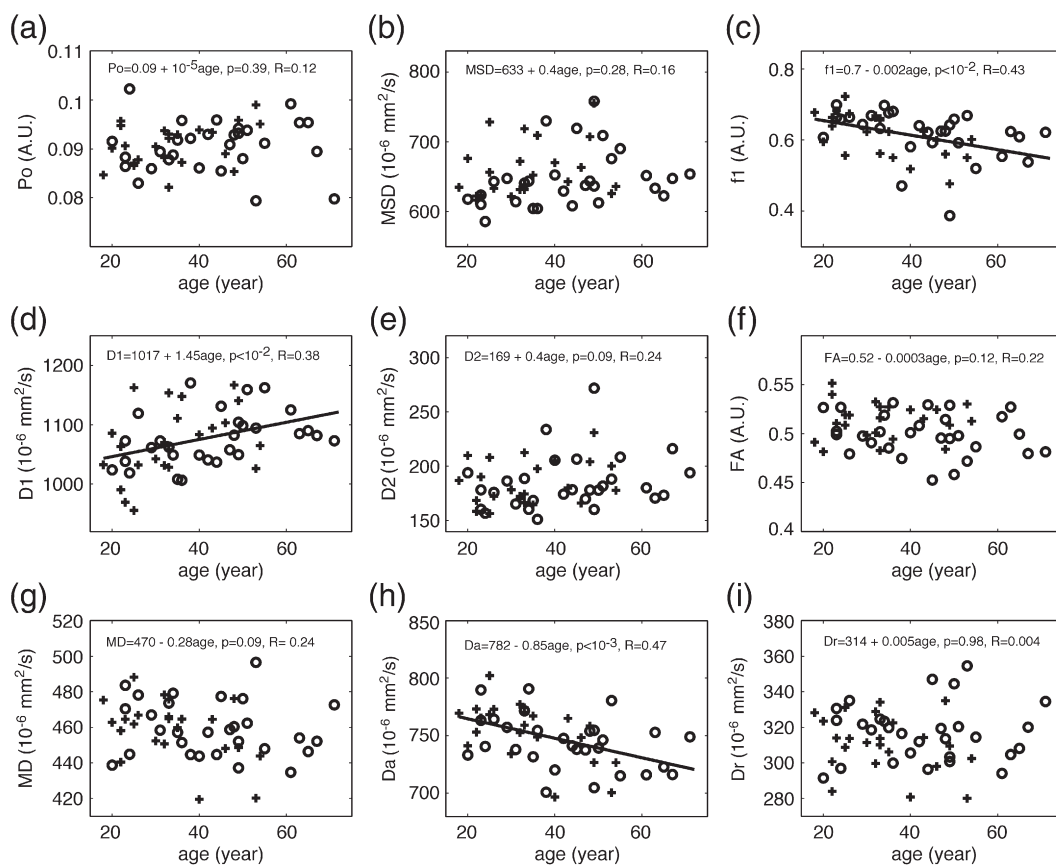 (a)
0.11
Po=0.09 + 10-5age, p=0.39, R=0.12
0.1
0.09
0.08
Po (A.U.)
20 40 60
age (year)
(b)
800
MSD=633 + 0.4age, p=0.28, R=0.16
700
600
MSD (10-6 mm2/s)
20 40 60
age (year)
(c)
0.8
f1=0.7 - 0.002age, p<10-2, R=0.43
0.6
0.4
f1 (A.U.)
20 40 60
age (year)
(d)
D1=1017 + 1.45age, p<10-2, R=0.38
1200
1100
1000
D1 (10-6 mm2/s)
20 40 60
age (year)
(e)
300
D2=169 + 0.4age, p=0.09, R=0.24
250
200
150
D2 (10-6 mm2/s)
20 40 60
age (year)
(f)
FA=0.52 - 0.0003age, p=0.12, R=0.22
0.55
0.5
0.45
0.4
FA (A.U.)
20 40 60
age (year)
(g)
520
MD=470 - 0.28age, p=0.09, R= 0.24
500
480
460
440
420
MD (10-6 mm2/s)
20 40 60
age (year)
(h)
850
Da=782 - 0.85age, p<10-3, R=0.47
800
750
700
Da (10-6 mm2/s)
20 40 60
age (year)
(i)
380
Dr=314 + 0.005age, p=0.98, R=0.004
360
340
320
300
280
Dr (10-6 mm2/s)
20 40 60
age (year)